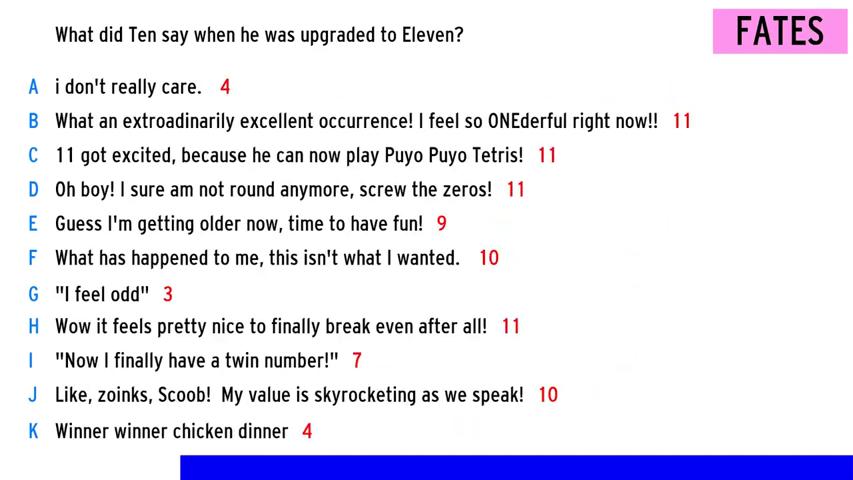 What did Ten say when he was upgraded to Eleven?
FATES
A i don't really care. 4
B What an extroadinarily excellent occurrence! I feel so ONEderful right now!! 11
C 11 got excited, because he can now play Puyo Puyo Tetris! 11
D Oh boy! I sure am not round anymore, screw the zeros! 11
E Guess I'm getting older now, time to have fun! 9
F What has happened to me, this isn't what I wanted. 10
G "I feel odd" 3
H Wow it feels pretty nice to finally break even after all! 11
I "Now I finally have a twin number!" 7
J Like, zoinks, Scoob! My value is skyrocketing as we speak! 10
K Winner winner chicken dinner 4